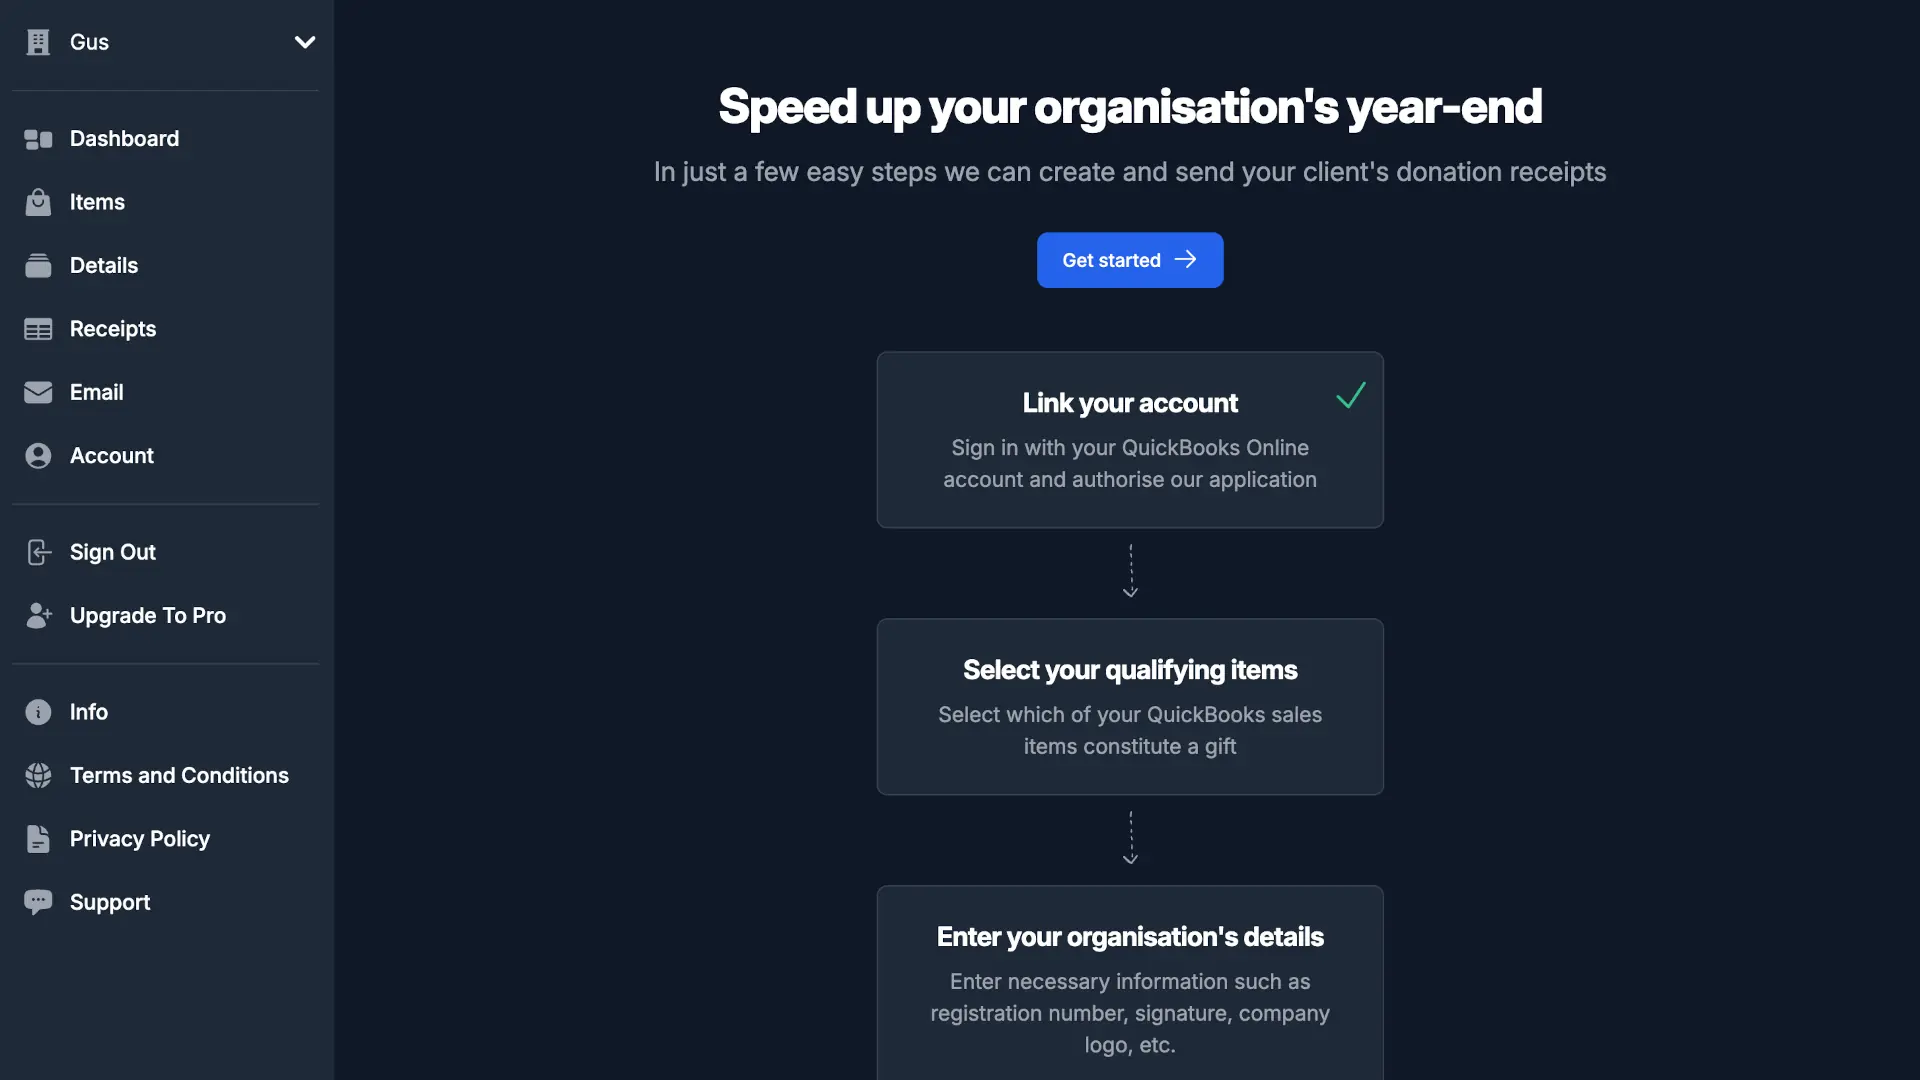 Gus
Dashboard
Items
Details
Receipts
Email
Account
Sign Out
Upgrade To Pro
Info
Terms and Conditions
Privacy Policy
Support
Speed up your organisation's year-end
In just a few easy steps we can create and send your client's donation receipts
Get started
Link your account
Sign in with your QuickBooks Online
account and authorise our application
Select your qualifying items
Select which of your QuickBooks sales
items constitute a gift
Enter your organisation's details
Enter necessary information such as
registration number, signature, company
logo, etc.